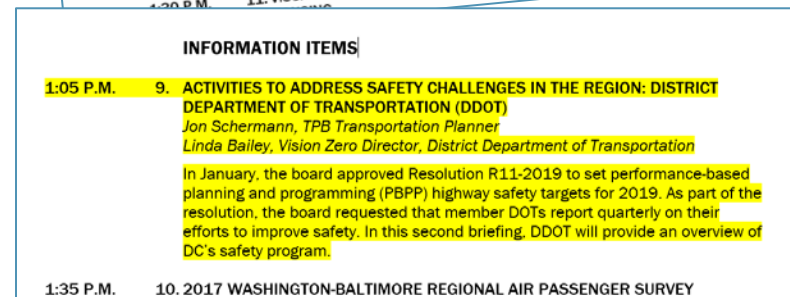 1:20 P.M. 11.
INFORMATION ITEMS
1:05 P.M. 9. ACTIVITIES TO ADDRESS SAFETY CHALLENGES IN THE REGION: DISTRICT
DEPARTMENT OF TRANSPORTATION (DDOT)
Jon Schermann, TPB Transportation Planner
Linda Bailey, Vision Zero Director, District Department of Transportation
In January, the board approved Resolution R11-2019 to set performance-based
planning and programming (PBPP) highway safety targets for 2019. As part of the
resolution, the board requested that member DOTs report quarterly on their
efforts to improve safety. In this second briefing, DDOT will provide an overview of
DC's safety program.
1:35 P.M. 10. 2017 WASHINGTON-BALTIMORE REGIONAL AIR PASSENGER SURVEY